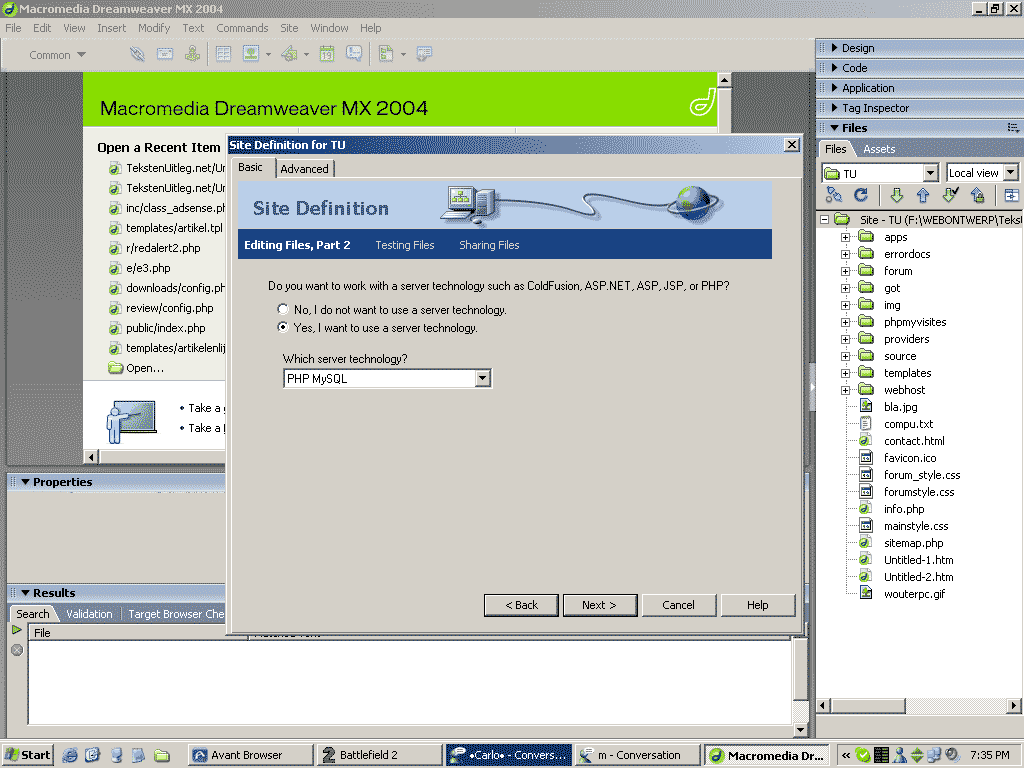 Macromedia Dreamweaver MX 2004
File Edit View Insert Modify Text Commands Site Window Help
Common
Design
Code
Application
Tag Inspector
Files
Files Assets
TU Local view
Macromedia Dreamweaver MX 2004
Open a Recent Item
TekstenUitleg.net/Ur
TekstenUitleg.net/Ur
inc/class_adsense.ph
templates/artikel.tpl
r/redalert2.php
e/e3.php
downloads/config.ph
review/config.php
public/index.php
templates/artikelenlij
Open...
• Take a
• Take a
Site Definition for TU
Basic Advanced
Site Definition
Editing Files, Part 2 Testing Files Sharing Files
Do you want to work with a server technology such as ColdFusion, ASP.NET, ASP, JSP, or PHP?
No, I do not want to use a server technology.
Yes, I want to use a server technology.
Which server technology?
PHP MySQL
< Back Next > Cancel Help
Site - TU (F:\WEBONTWERP\Tekst
apps
errordocs
forum
got
img
phpmyvisites
providers
source
templates
webhost
bla.jpg
compu.txt
contact.html
favicon.ico
forum_style.css
forumstyle.css
info.php
mainstyle.css
sitemap.php
Untitled-1.htm
Untitled-2.htm
wouterpc.gif
Properties
Results
Search Validation Target Browser Che
File
Start Avant Browser Battlefield 2 •Carlo• - Convers... m - Conversation Macromedia Dr... « 7:35 PM